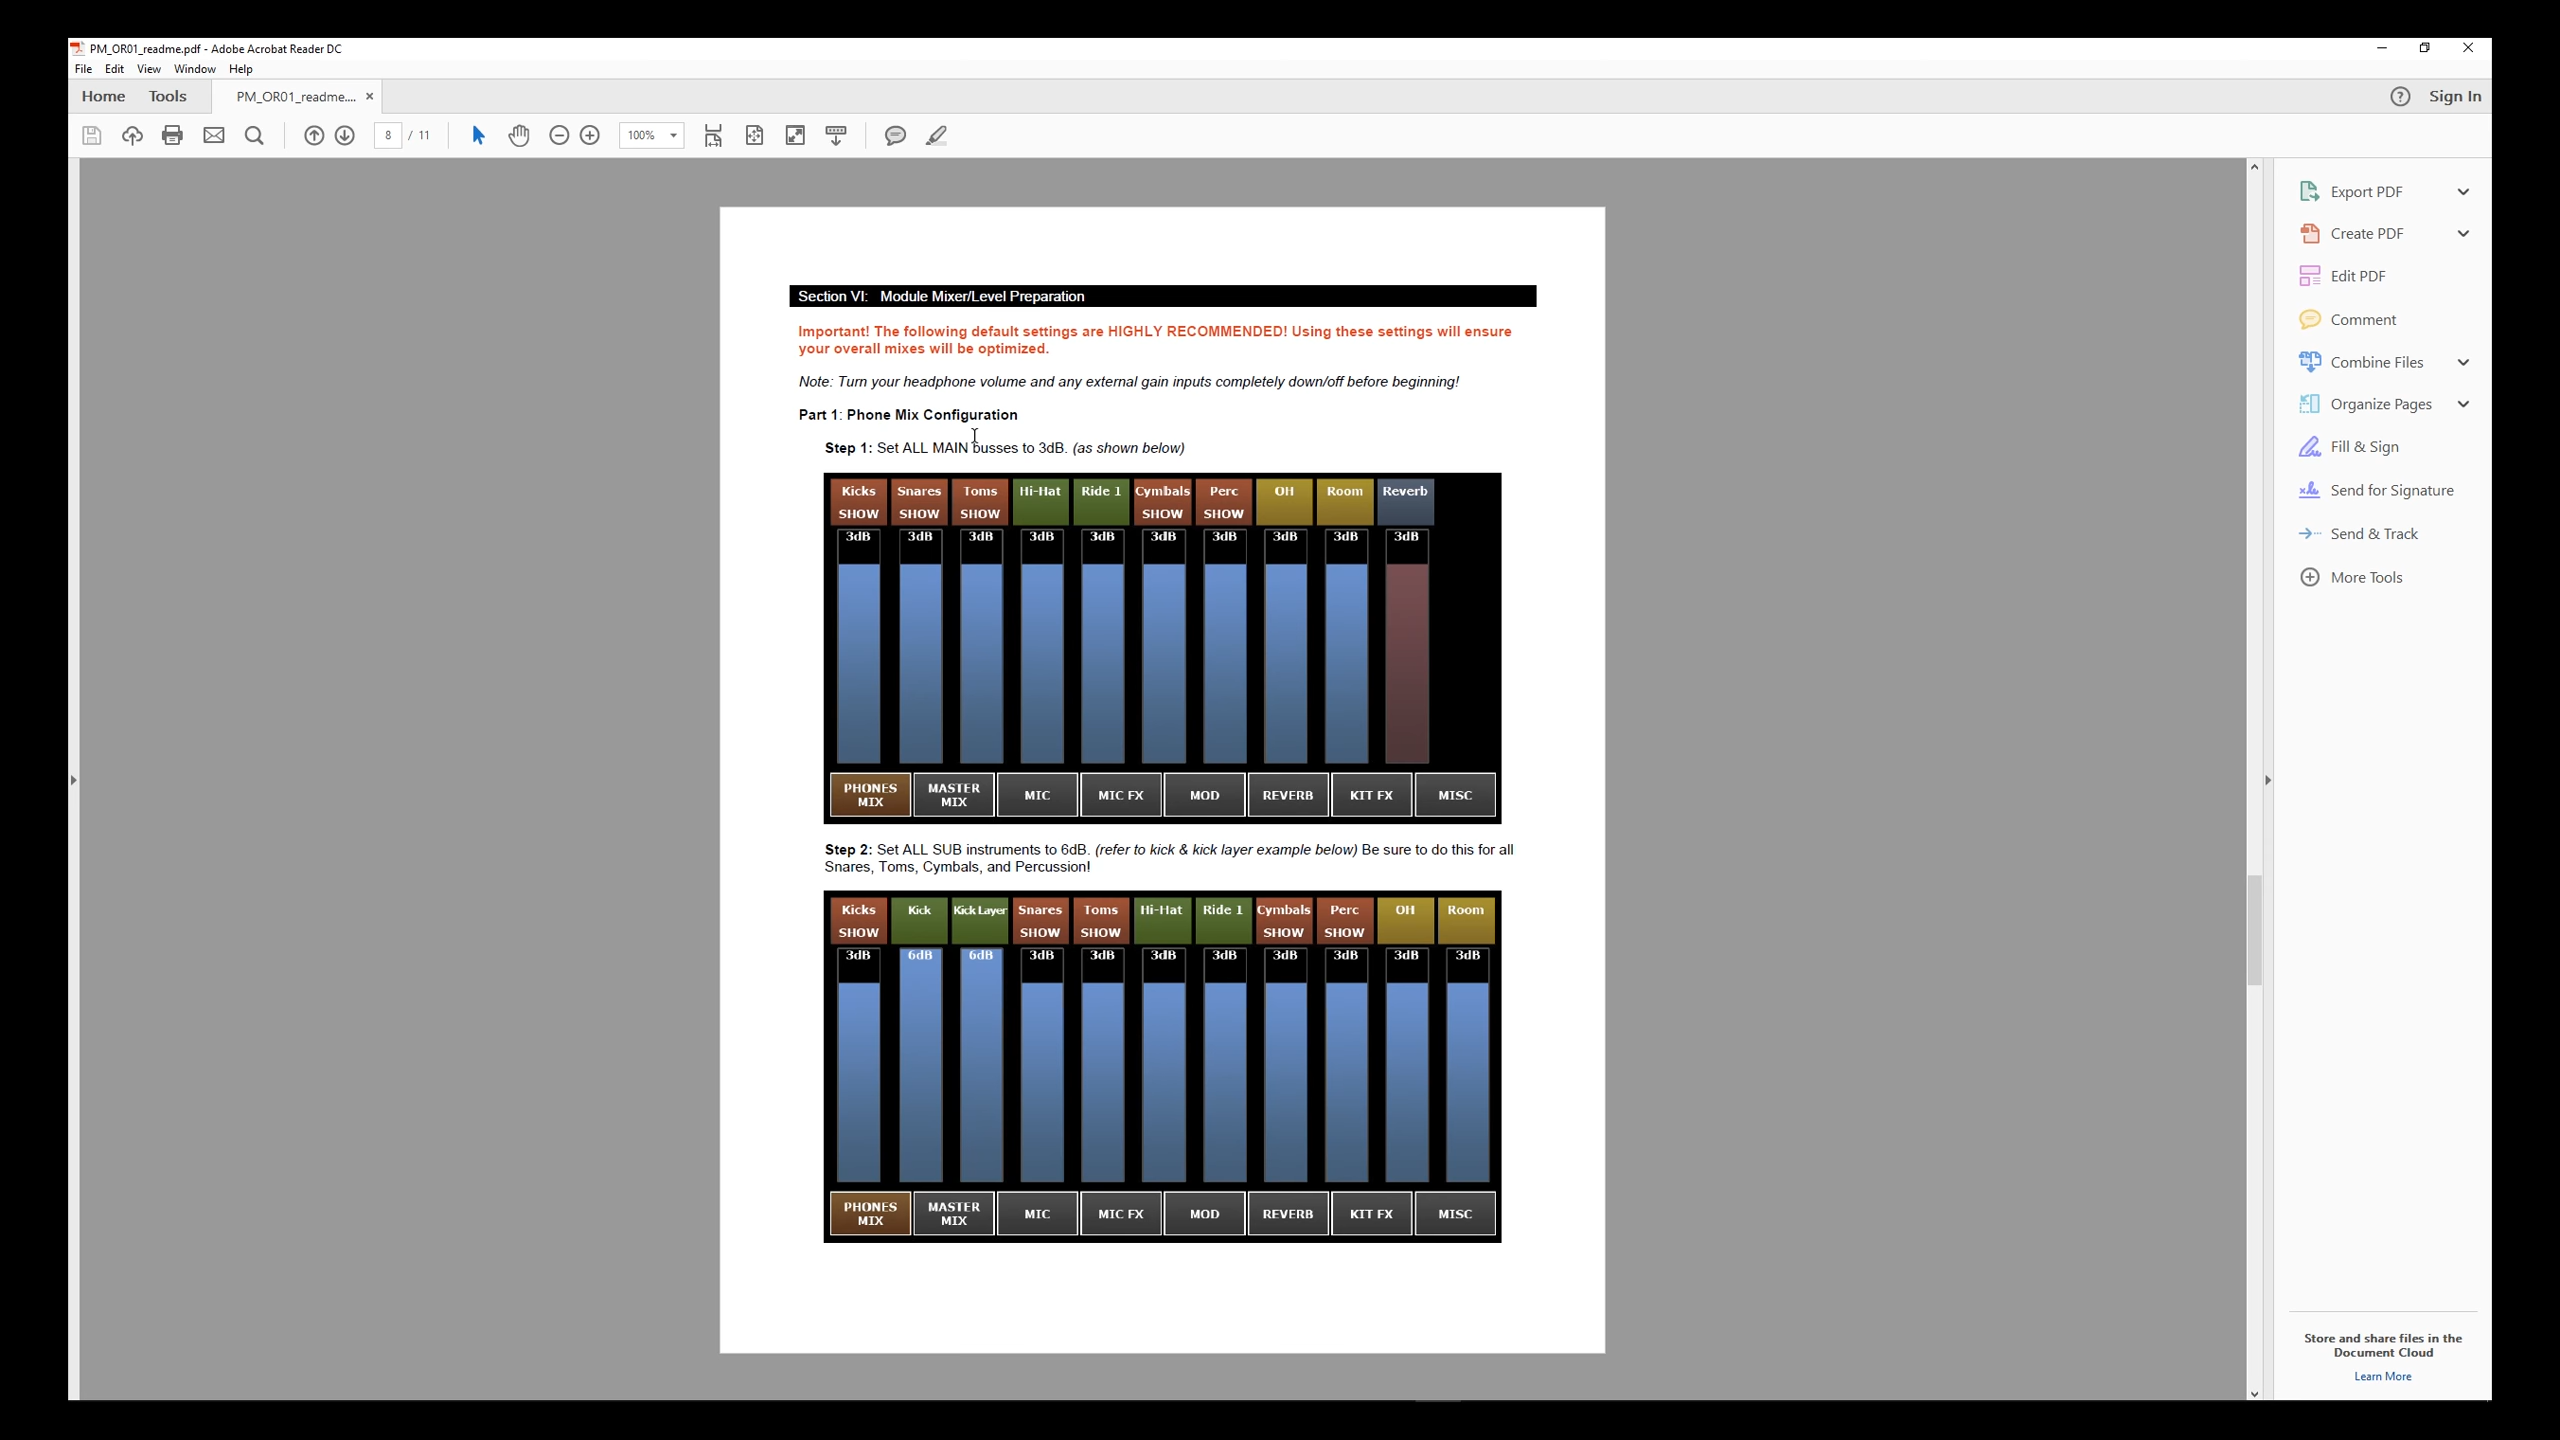 PM_OR01_readme.pdf - Adobe Acrobat Reader DC
File Edit View Window Help
Home Tools PM_OR01_readme.... × Sign In
8 / 11 100%
Section VI: Module Mixer/Level Preparation
Important! The following default settings are HIGHLY RECOMMENDED! Using these settings will ensure
your overall mixes will be optimized.
Note: Turn your headphone volume and any external gain inputs completely down/off before beginning!
Part 1: Phone Mix Configuration
Step 1: Set ALL MAIN busses to 3dB. (as shown below)
Kicks Snares Toms Hi-Hat Ride 1 Cymbals Perc OH Room Reverb
SHOW SHOW SHOW SHOW SHOW
3dB 3dB 3dB 3dB 3dB 3dB 3dB 3dB 3dB 3dB
PHONES MASTER MIC MIC FX MOD REVERB KIT FX MISC
MIX MIX
Step 2: Set ALL SUB instruments to 6dB. (refer to kick & kick layer example below) Be sure to do this for all
Snares, Toms, Cymbals, and Percussion!
Kicks Kick Kick Layer Snares Toms Hi-Hat Ride 1 Cymbals Perc OH Room
SHOW SHOW SHOW SHOW SHOW
3dB 6dB 6dB 3dB 3dB 3dB 3dB 3dB 3dB 3dB 3dB
PHONES MASTER MIC MIC FX MOD REVERB KIT FX MISC
MIX MIX
Export PDF
Create PDF
Edit PDF
Comment
Combine Files
Organize Pages
Fill & Sign
Send for Signature
Send & Track
More Tools
Store and share files in the
Document Cloud
Learn More